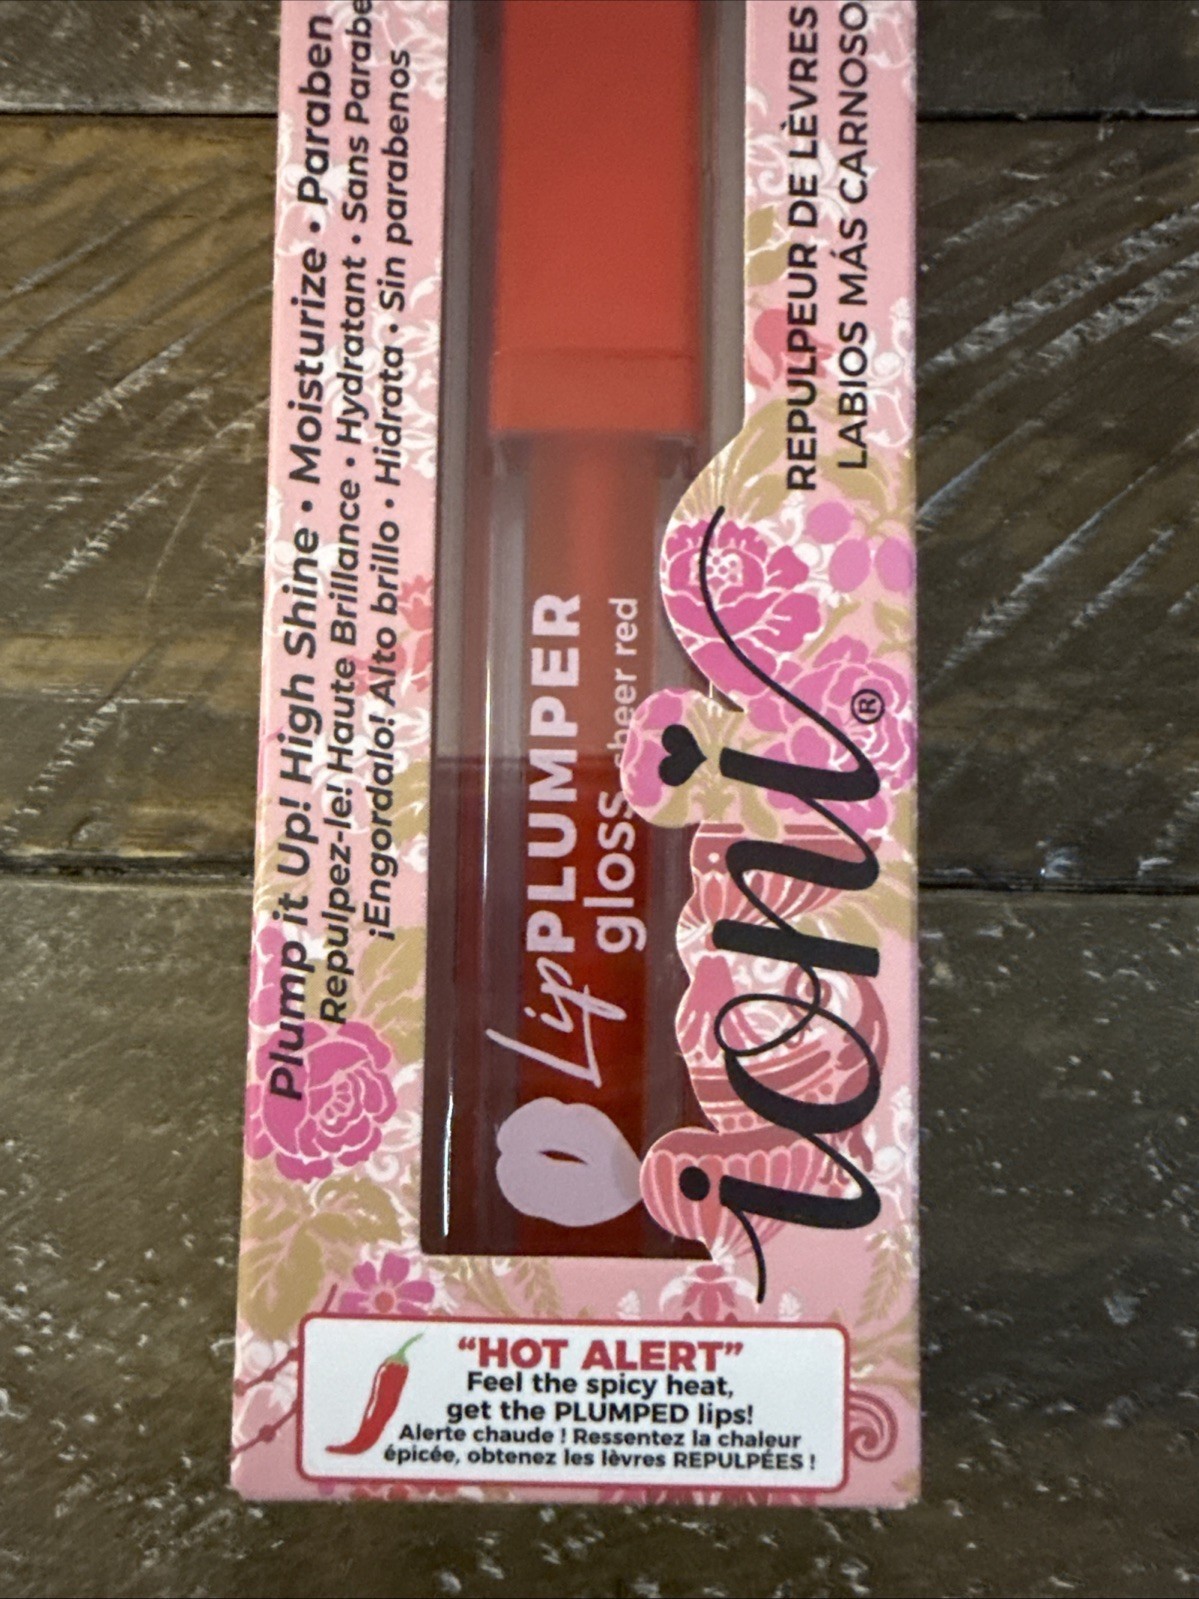 Plump it Up! High Shine • Moisturize • Paraben
Repulpez-le! Haute Brillance • Hydratant • Sans Parabe
¡Engordalo! Alto brillo • Hidrata • Sin parabenos
Lip PLUMPER
gloss sheer red
ioni®
REPULPEUR DE LÈVRES
LABIOS MÁS CARNOSO
“HOT ALERT”
Feel the spicy heat,
get the PLUMPED lips!
Alerte chaude ! Ressentez la chaleur
épicée, obtenez les lèvres REPULPÉES !